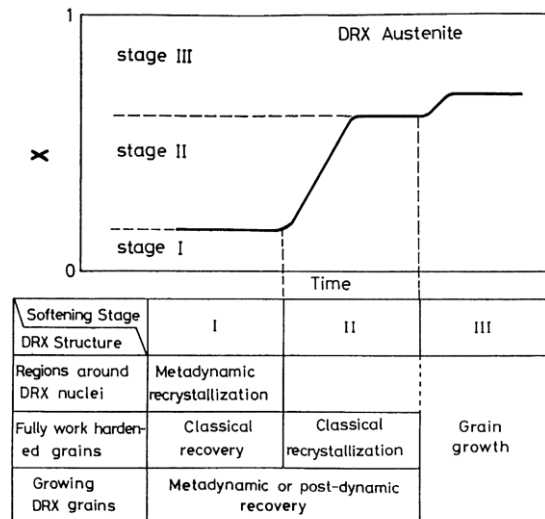 1
DRX Austenite
stage III
X
stage II
stage I
0
Time
Softening Stage
DRX Structure
I
II
III
Regions around
DRX nuclei
Metadynamic
recrystallization
Fully work harden-
ed grains
Classical
recovery
Classical
recrystallization
Grain
growth
Growing
DRX grains
Metadynamic or post-dynamic
recovery